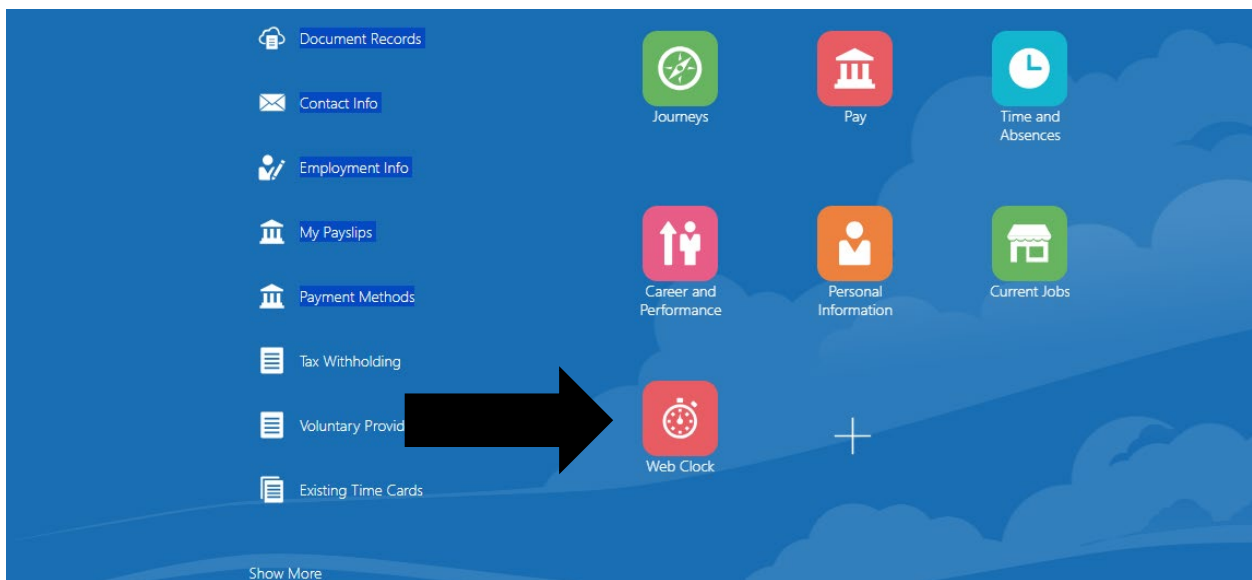 Document Records
Contact Info
Employment Info
My Payslips
Payment Methods
Tax Withholding
Voluntary
Existing Time Cards
Show More
Journeys
Pay
Time and
Absences
Career and
Performance
Personal
Information
Current Jobs
Web Clock